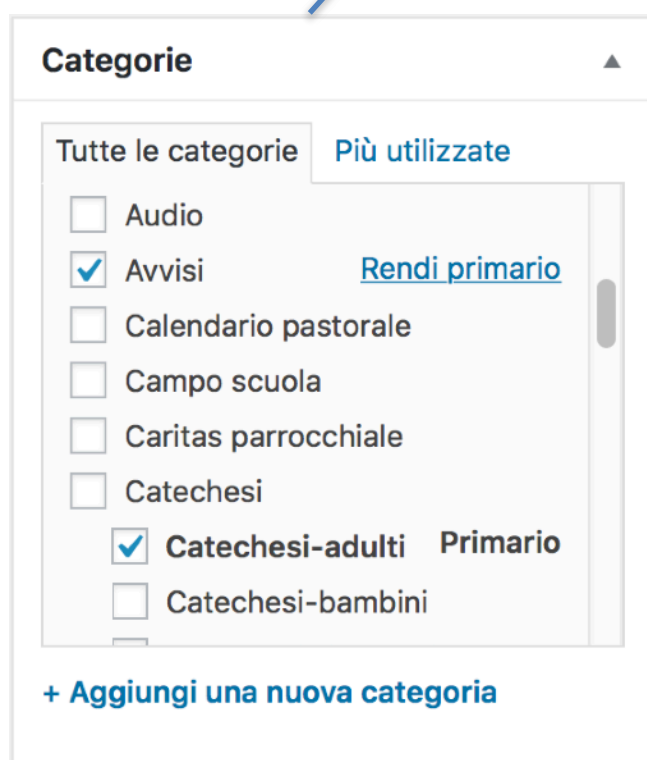 Categorie
Tutte le categorie Più utilizzate
Audio
Avvisi Rendi primario
Calendario pastorale
Campo scuola
Caritas parrocchiale
Catechesi
Catechesi-adulti Primario
Catechesi-bambini
+ Aggiungi una nuova categoria